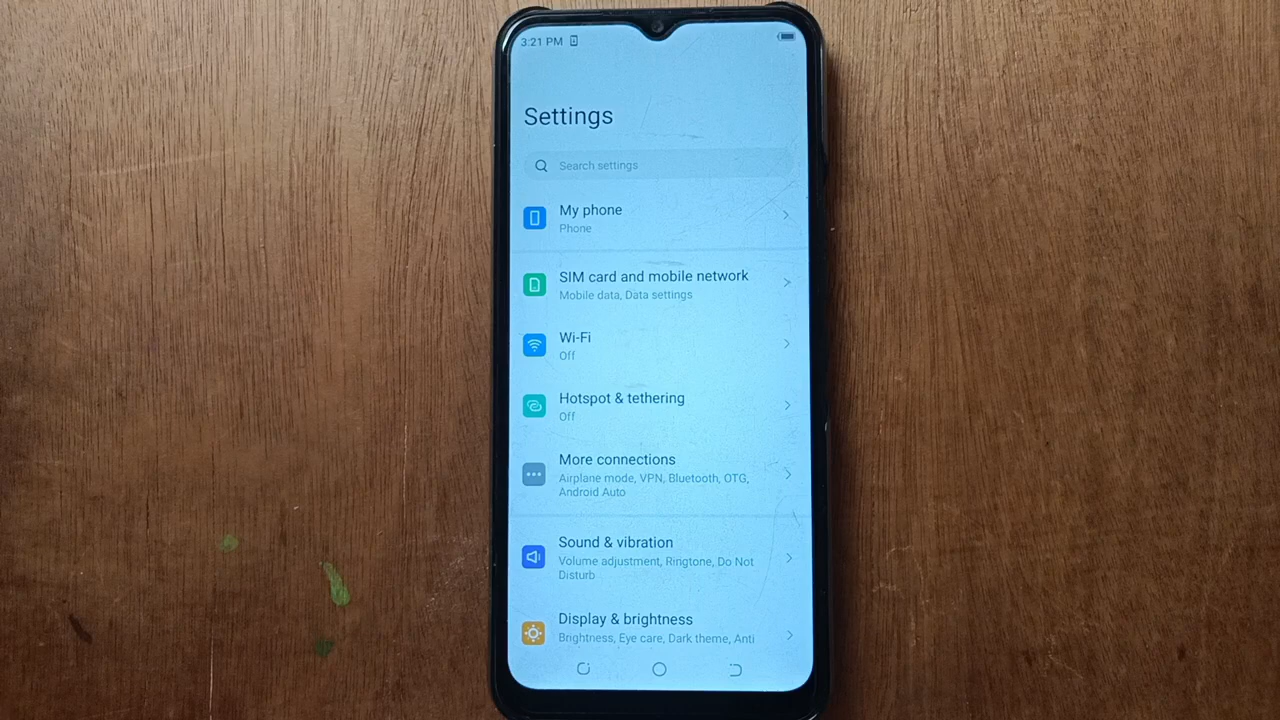 3:21 PM
Settings
Search settings
My phone
Phone
SIM card and mobile network
Mobile data, Data settings
Wi-Fi
Off
Hotspot & tethering
Off
More connections
Airplane mode, VPN, Bluetooth, OTG,
Android Auto
Sound & vibration
Volume adjustment, Ringtone, Do Not
Disturb
Display & brightness
Brightness, Eye care, Dark theme, Anti